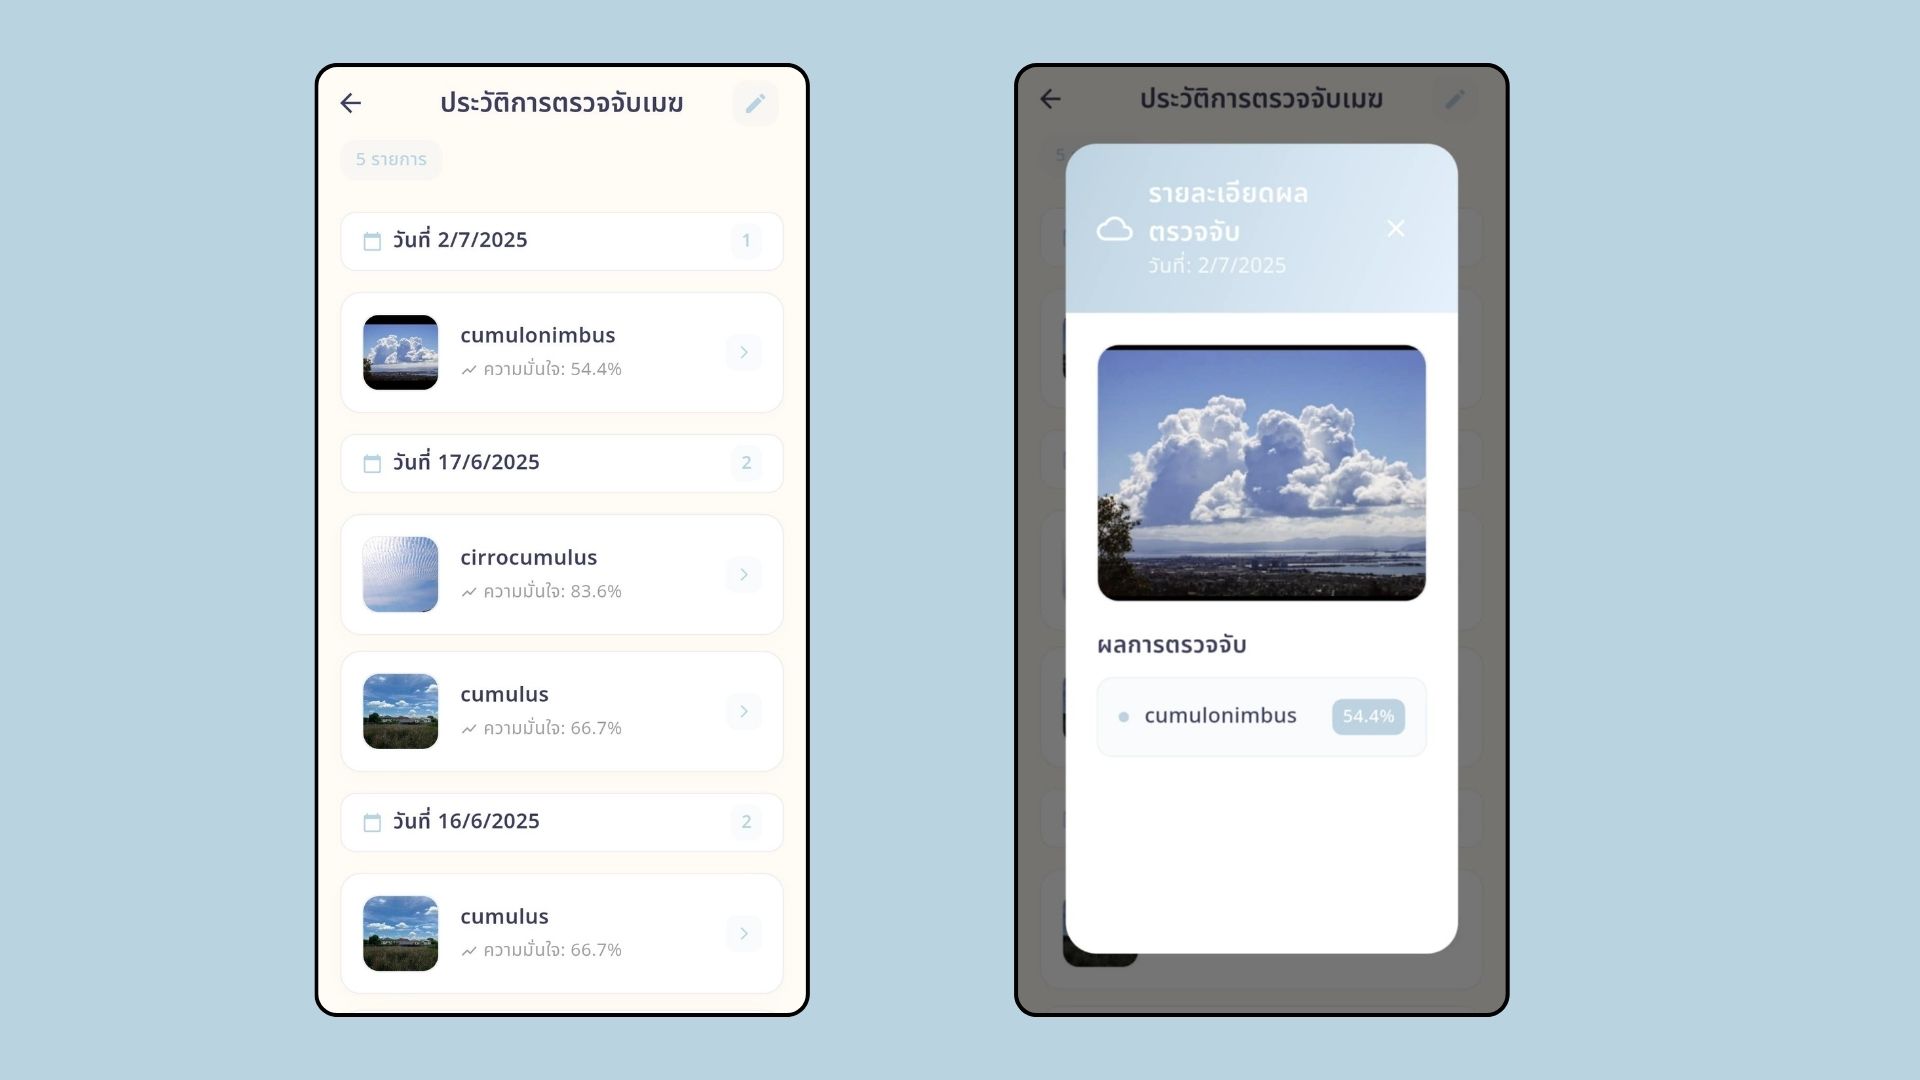 ประวัติการตรวจจับเมฆ
5 รายการ
วันที่ 2/7/2025
1
cumulonimbus
ความมั่นใจ: 54.4%
วันที่ 17/6/2025
2
cirrocumulus
ความมั่นใจ: 83.6%
cumulus
ความมั่นใจ: 66.7%
วันที่ 16/6/2025
2
cumulus
ความมั่นใจ: 66.7%
ประวัติการตรวจจับเมฆ
5
รายละเอียดผล
ตรวจจับ
วันที่: 2/7/2025
ผลการตรวจจับ
cumulonimbus
54.4%